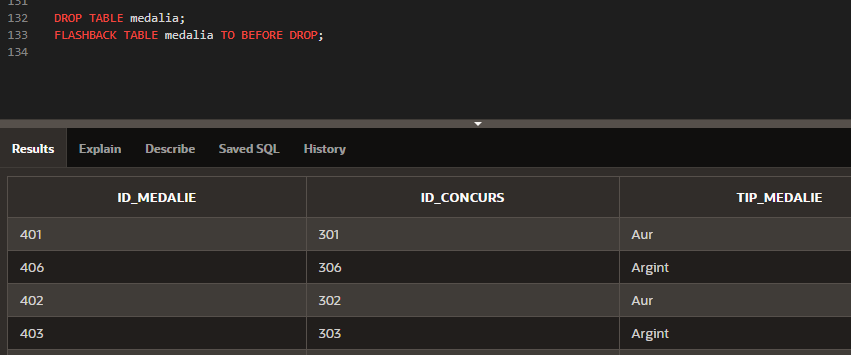 131
132 DROP TABLE medalia;
133 FLASHBACK TABLE medalia TO BEFORE DROP;
134
Results Explain Describe Saved SQL History
ID_MEDALIE ID_CONCURS TIP_MEDALIE
401 301 Aur
406 306 Argint
402 302 Aur
403 303 Argint